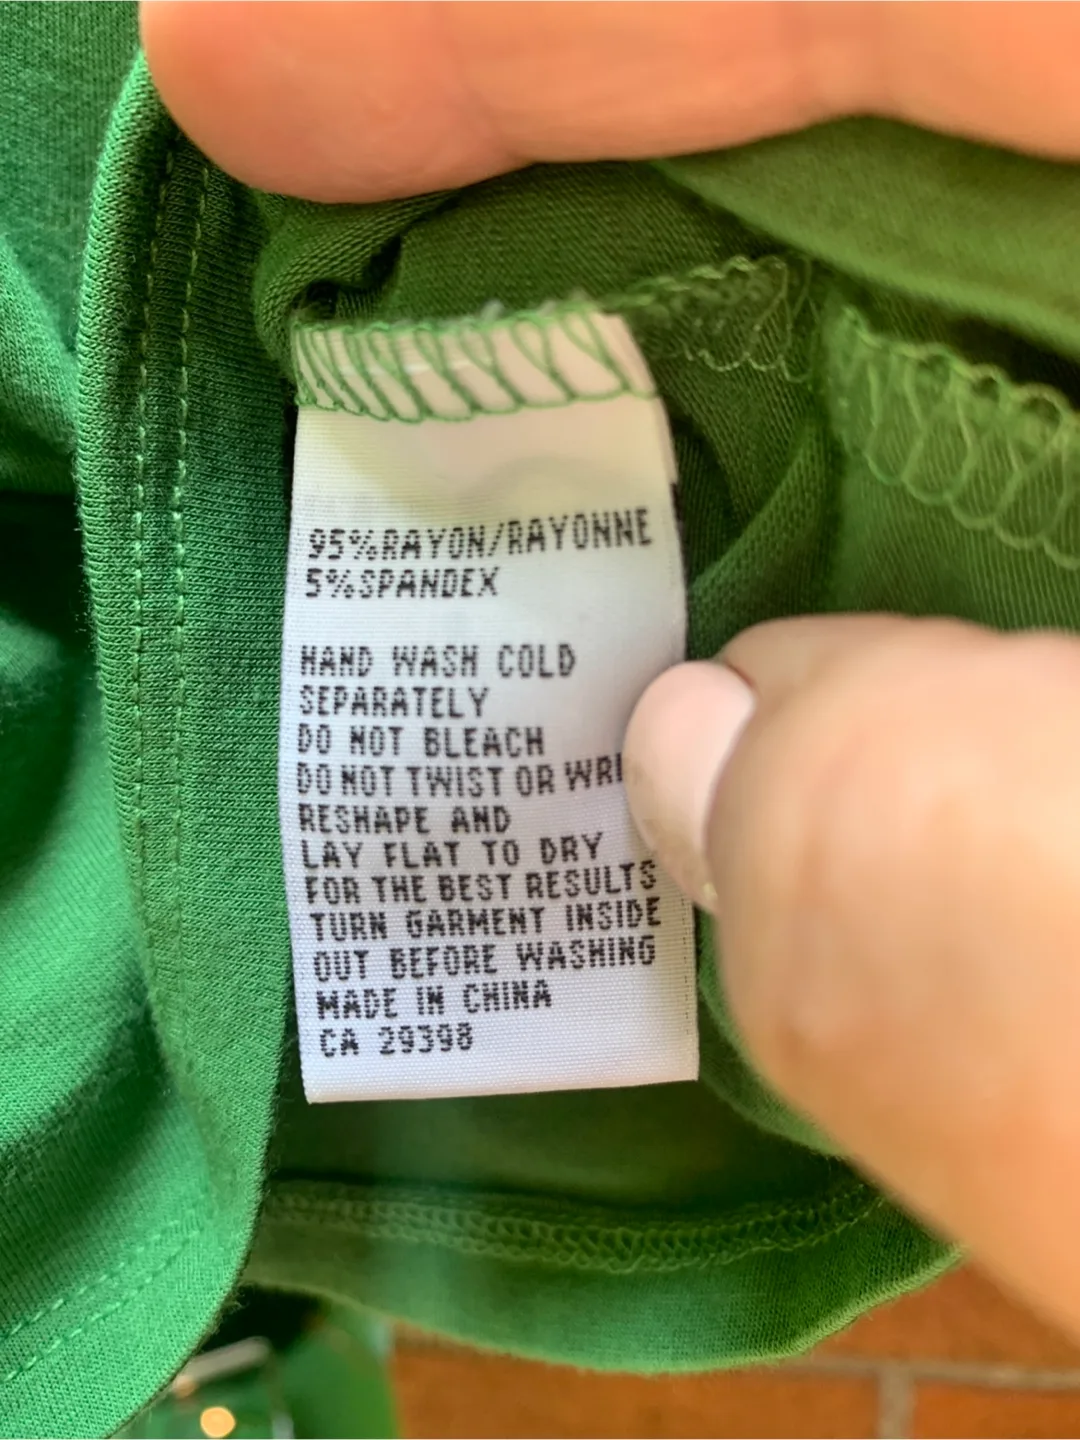 95%RAYON/RAYONNE
5%SPANDEX
HAND WASH COLD
SEPARATELY
DO NOT BLEACH
DO NOT TWIST OR
RESHAPE AND
LAY FLAT TO DRY
FOR THE BEST RESULTS
TURN GARMENT INSIDE
OUT BEFORE WASHING
MADE IN CHINA
CA 29398